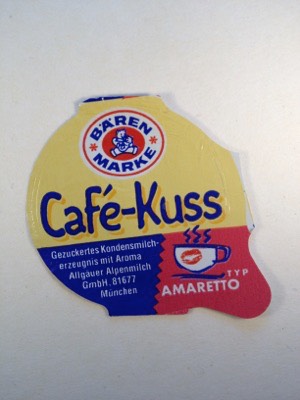 BÄREN
MARKE
Café-Kuss
Gezuckertes Kondensmilch-
erzeugnis mit Aroma
Allgäuer Alpenmilch
GmbH. 81677
München
TYP
AMARETTO